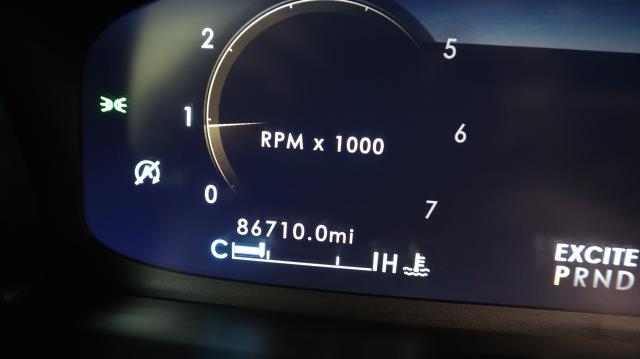 2
5
1
RPM x 1000
6
0
7
86710.0mi
C H
EXCITE
PRND